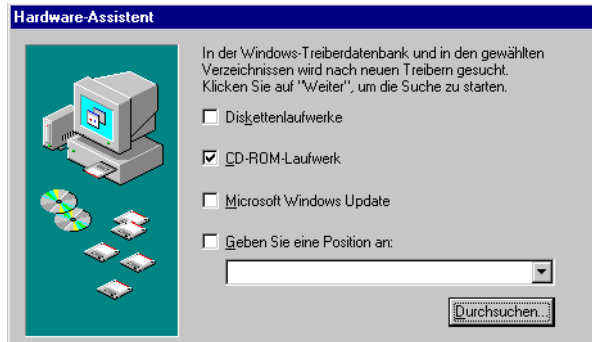 Hardware-Assistent
In der Windows-Treiberdatenbank und in den gewählten
Verzeichnissen wird nach neuen Treibern gesucht.
Klicken Sie auf "Weiter", um die Suche zu starten.
Diskettenlaufwerke
CD-ROM-Laufwerk
Microsoft Windows Update
Geben Sie eine Position an:
Durchsuchen...